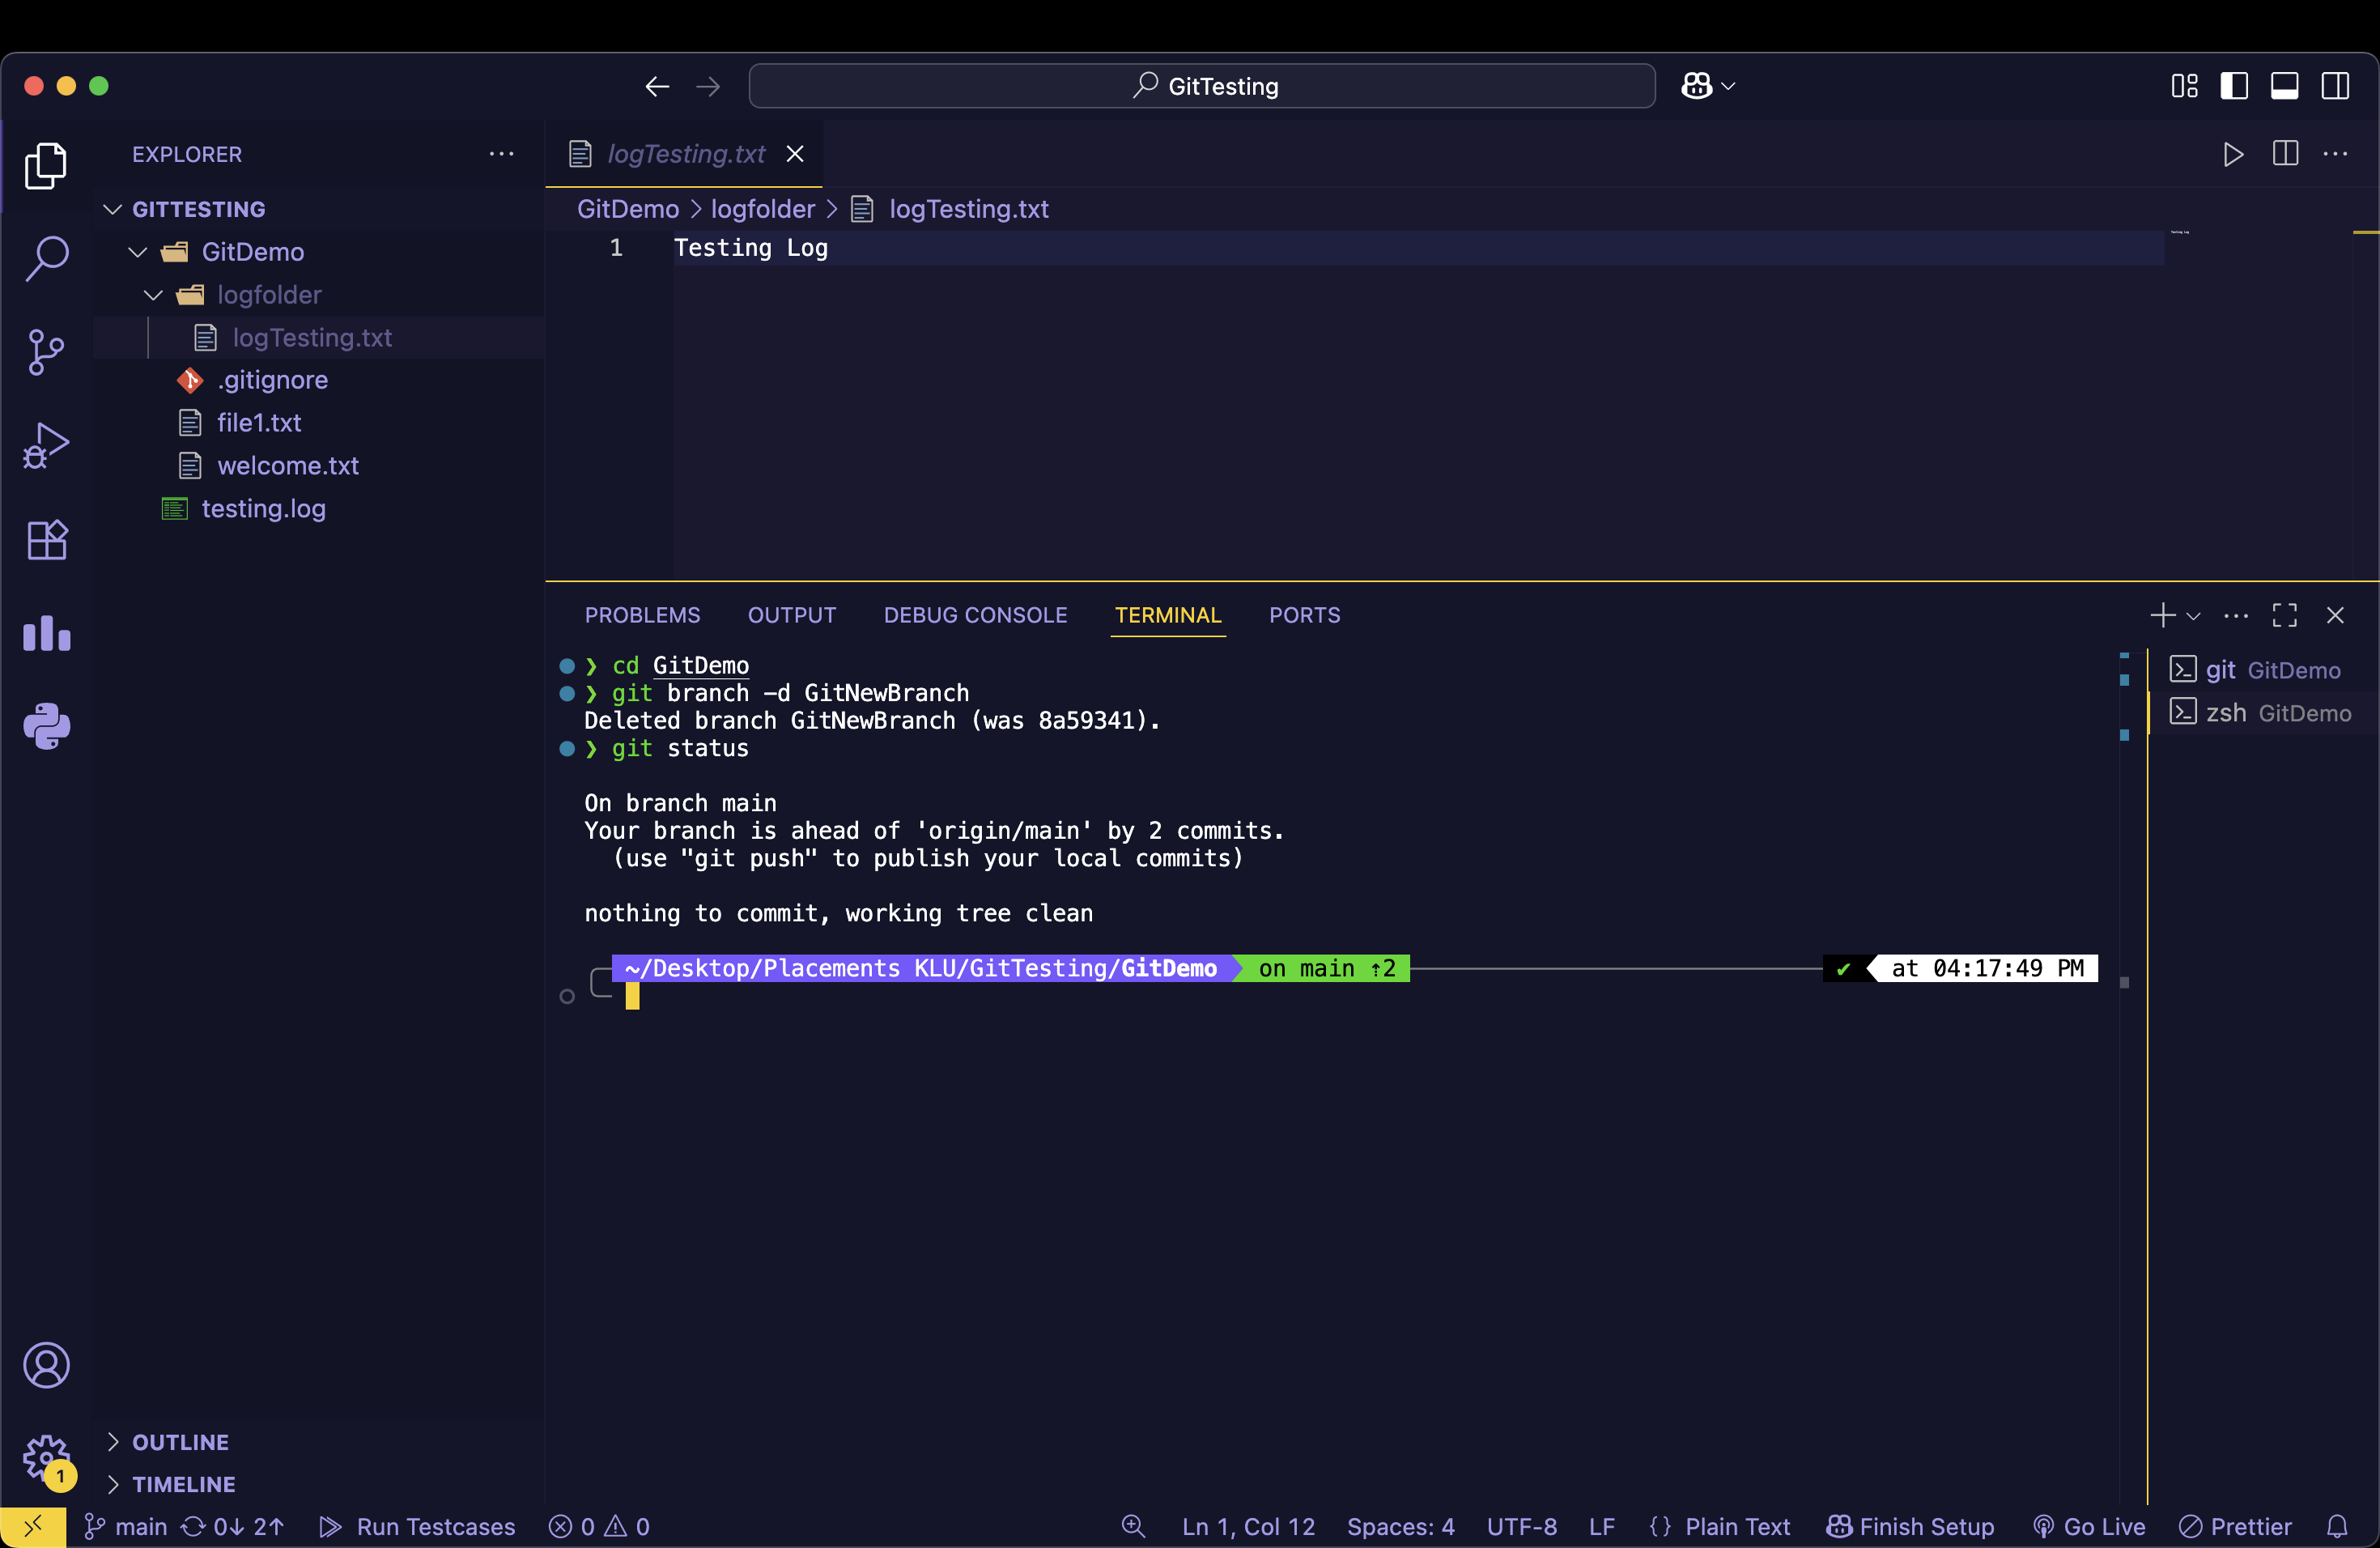 GitTesting
EXPLORER
GITTESTING
GitDemo
logfolder
logTesting.txt
.gitignore
file1.txt
welcome.txt
testing.log
OUTLINE
TIMELINE
logTesting.txt
GitDemo > logfolder > logTesting.txt
1 Testing Log
PROBLEMS OUTPUT DEBUG CONSOLE TERMINAL PORTS
❯ cd GitDemo
❯ git branch -d GitNewBranch
Deleted branch GitNewBranch (was 8a59341).
❯ git status
On branch main
Your branch is ahead of 'origin/main' by 2 commits.
(use "git push" to publish your local commits)
nothing to commit, working tree clean
~/Desktop/Placements KLU/GitTesting/GitDemo on main ⇡2 ✔ at 04:17:49 PM
git GitDemo
zsh GitDemo
1
main 0↓ 2↑ Run Testcases 0 0 Ln 1, Col 12 Spaces: 4 UTF-8 LF {} Plain Text Finish Setup Go Live Prettier